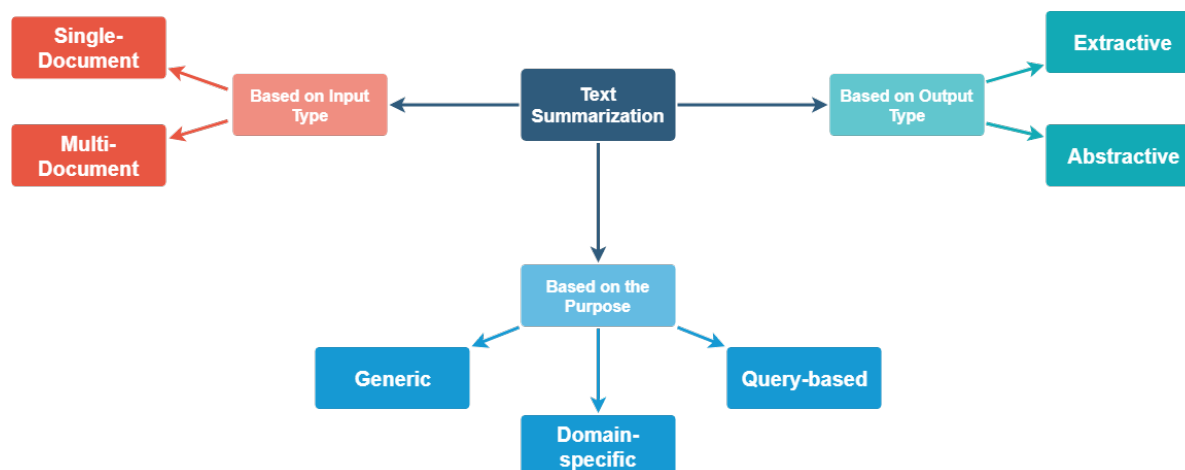 Single-
Document
Multi-
Document
Based on Input
Type
Text
Summarization
Based on Output
Type
Extractive
Abstractive
Based on the
Purpose
Generic
Domain-
specific
Query-based